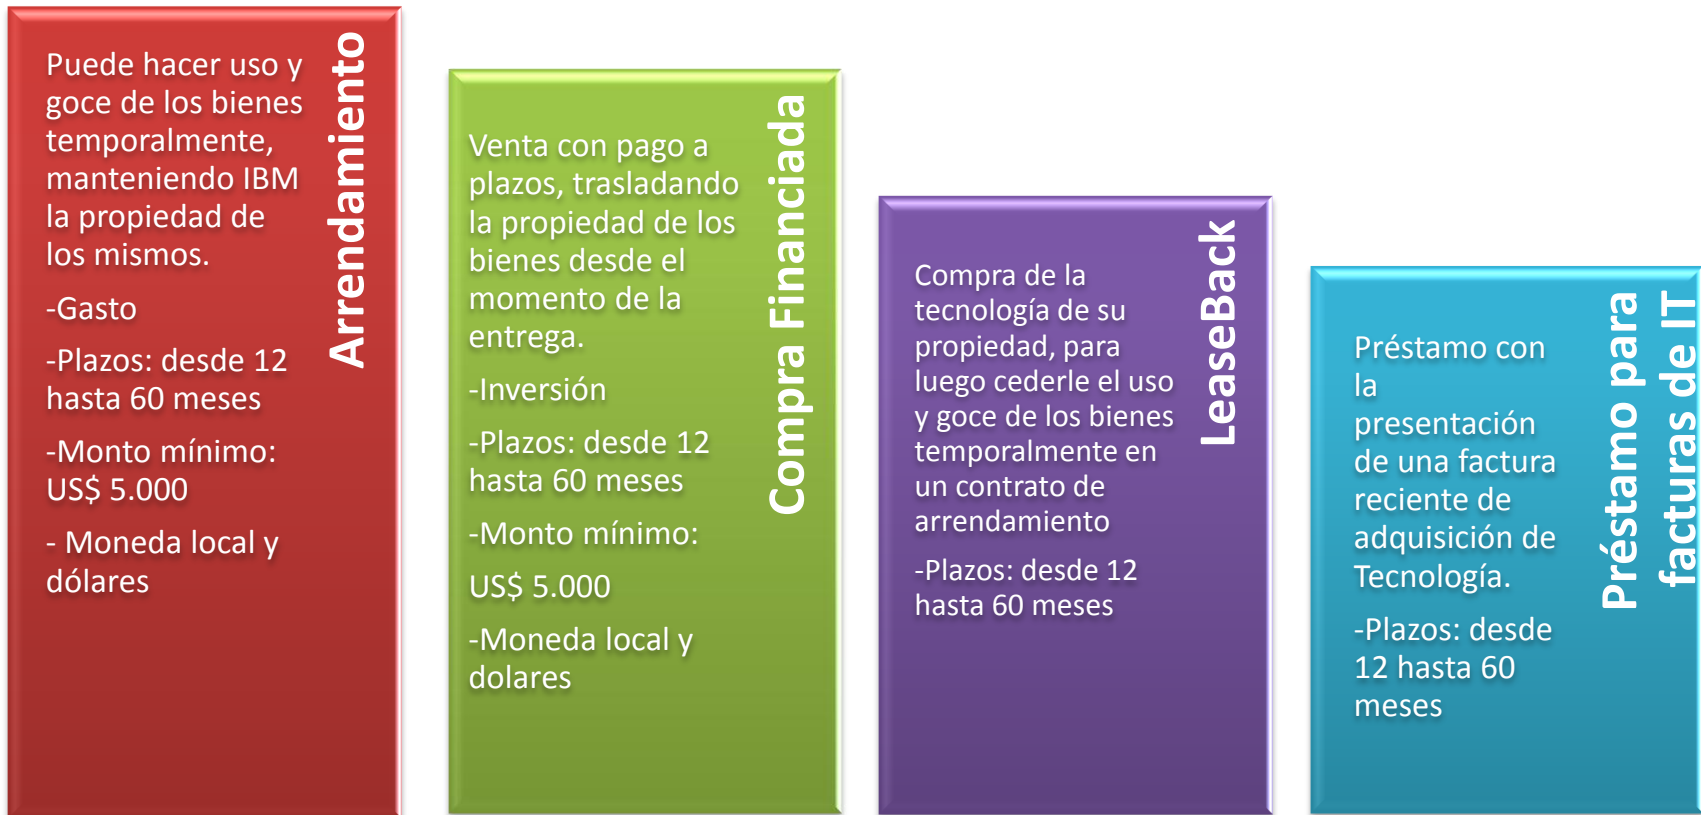 Arrendamiento
Puede hacer uso y
goce de los bienes
temporalmente,
manteniendo IBM
la propiedad de
los mismos.
-Gasto
-Plazos: desde 12
hasta 60 meses
-Monto mínimo:
US$ 5.000
- Moneda local y
dólares
Compra Financiada
Venta con pago a
plazos, trasladando
la propiedad de los
bienes desde el
momento de la
entrega.
-Inversión
-Plazos: desde 12
hasta 60 meses
-Monto mínimo:
US$ 5.000
-Moneda local y
dolares
LeaseBack
Compra de la
tecnología de su
propiedad, para
luego cederle el uso
y goce de los bienes
temporalmente en
un contrato de
arrendamiento
-Plazos: desde 12
hasta 60 meses
Préstamo para
facturas de IT
Préstamo con
la
presentación
de una factura
reciente de
adquisición de
Tecnología.
-Plazos: desde
12 hasta 60
meses